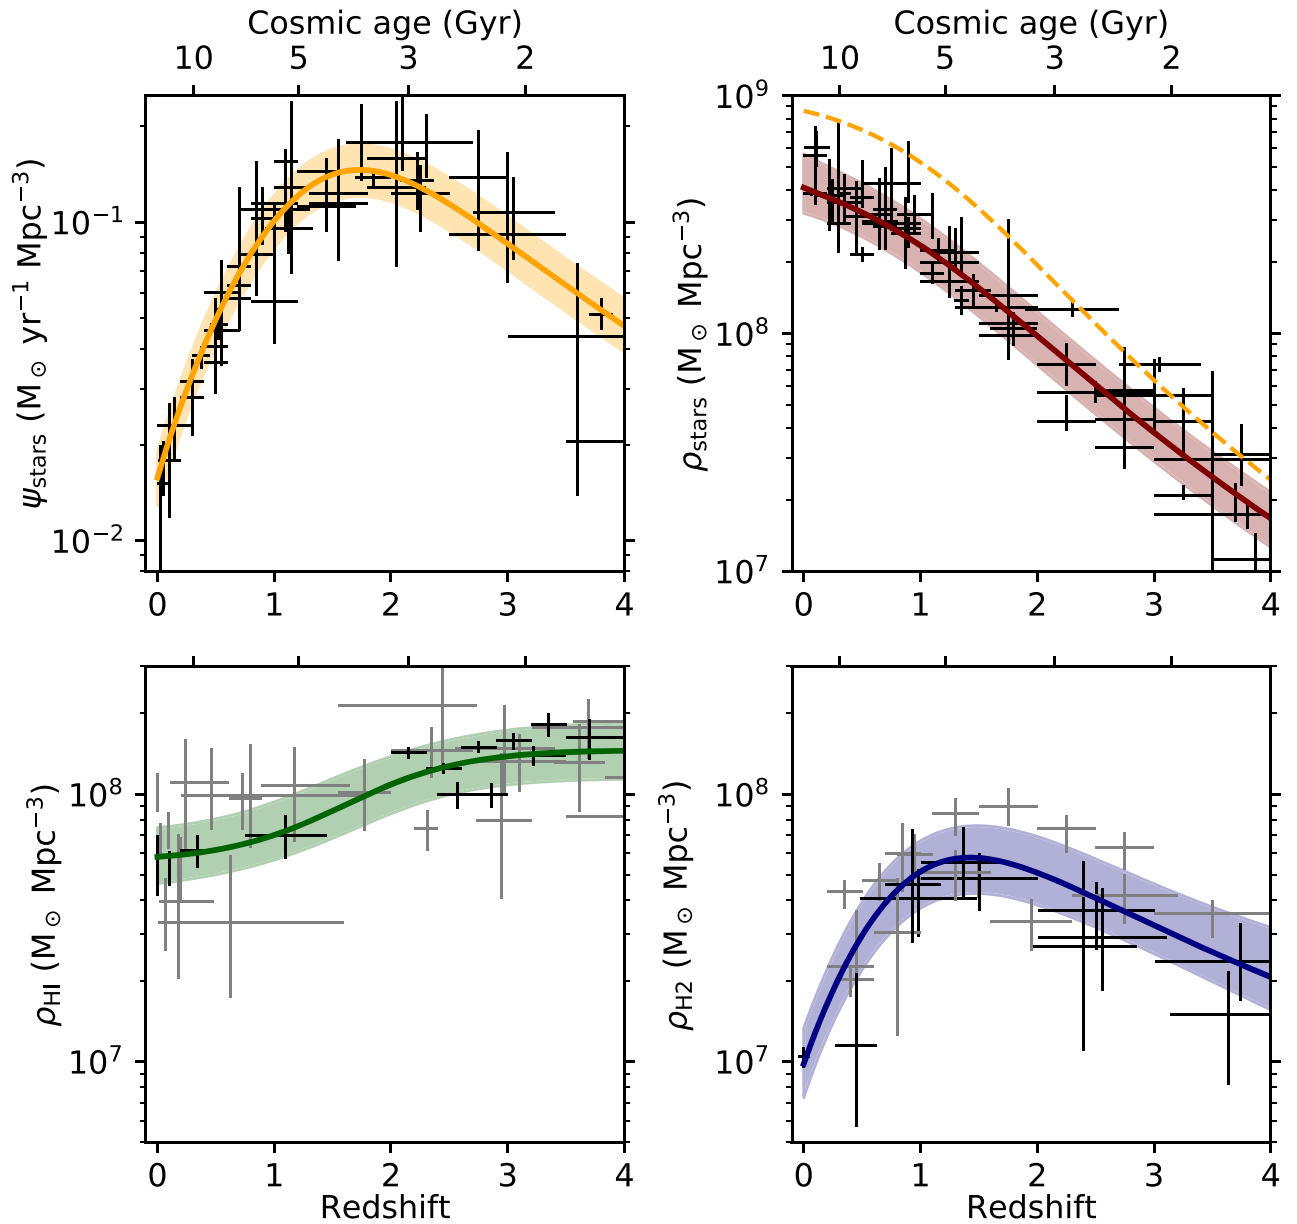 Cosmic age (Gyr)
10 5 3 2
ψstars (M⊙ yr⁻¹ Mpc⁻³)
10⁻¹
10⁻²
0 1 2 3 4
Cosmic age (Gyr)
10 5 3 2
ρstars (M⊙ Mpc⁻³)
10⁹
10⁸
10⁷
0 1 2 3 4
ρHI (M⊙ Mpc⁻³)
10⁸
10⁷
0 1 2 3 4
Redshift
ρH2 (M⊙ Mpc⁻³)
10⁸
10⁷
0 1 2 3 4
Redshift